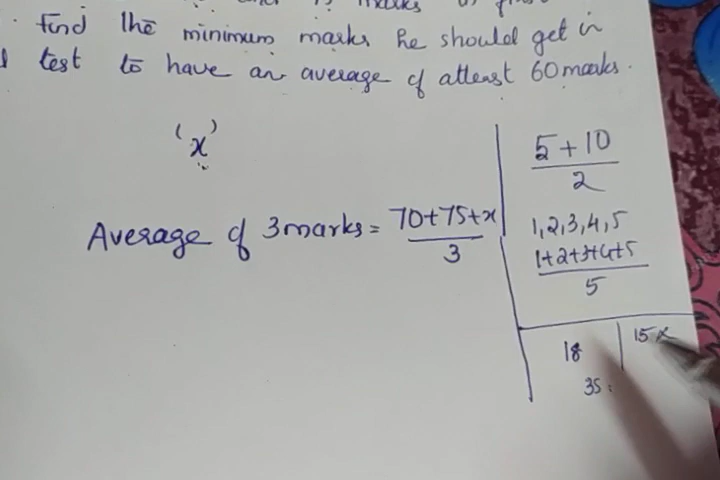 marks
. find the minimum marks he should get in
test to have an average of atleast 60 marks.
(x)
Average of 3 marks = 70+75+x / 3
5+10 / 2
1,2,3,4,5
1+2+3+4+5 / 5
18
15
35